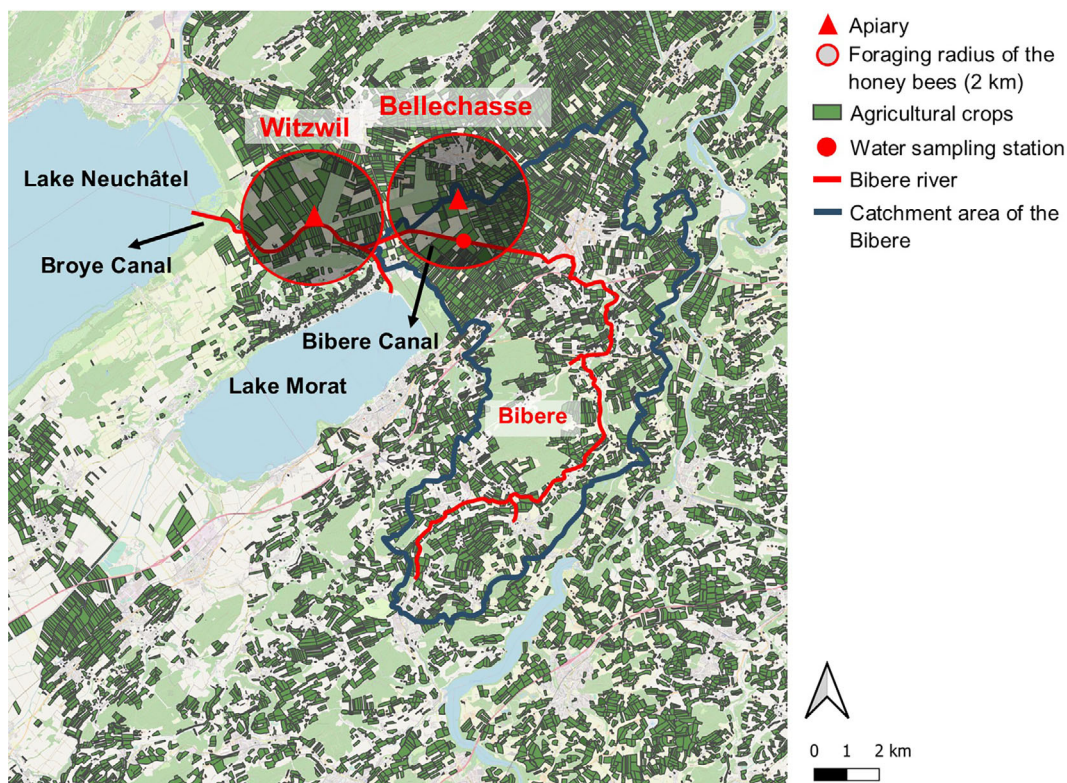 Bellechasse
Witzwil
Lake Neuchâtel
Broye Canal
Bibere Canal
Lake Morat
Bibere
Apiary
Foraging radius of the
honey bees (2 km)
Agricultural crops
Water sampling station
Bibere river
Catchment area of the
Bibere
0 1 2 km